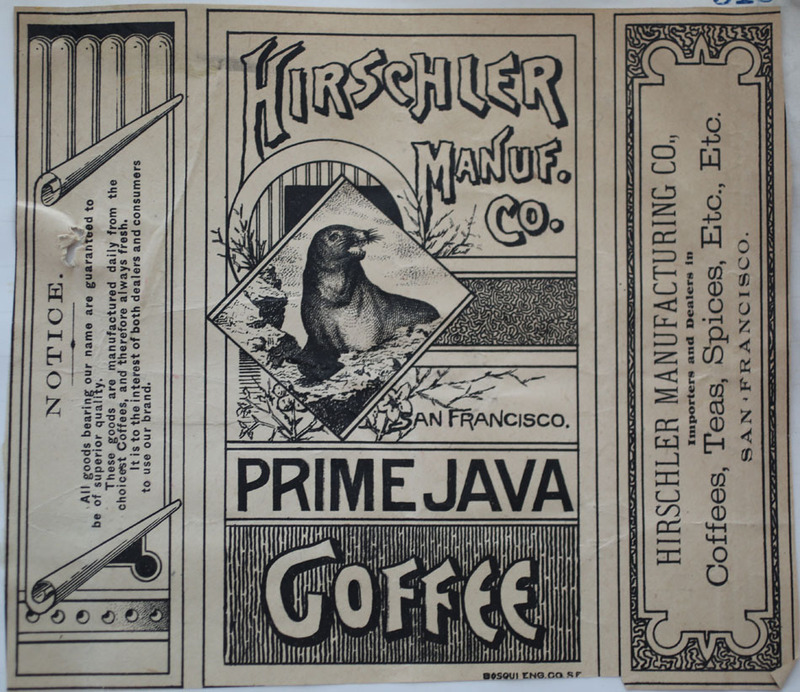 NOTICE.
All goods bearing our name are guaranteed to
be of superior quality.
These goods are manufactured daily from the
choicest Coffees, and therefore always fresh.
It is to the interest of both dealers and consumers
to use our brand.
HIRSCHLER
MANUF.
CO.
SAN FRANCISCO.
PRIME JAVA
COFFEE
BOSQUI ENG. CO. S F
HIRSCHLER MANUFACTURING CO.,
Importers and Dealers in
Coffees, Teas, Spices, Etc., Etc.
SAN · FRANCISCO.